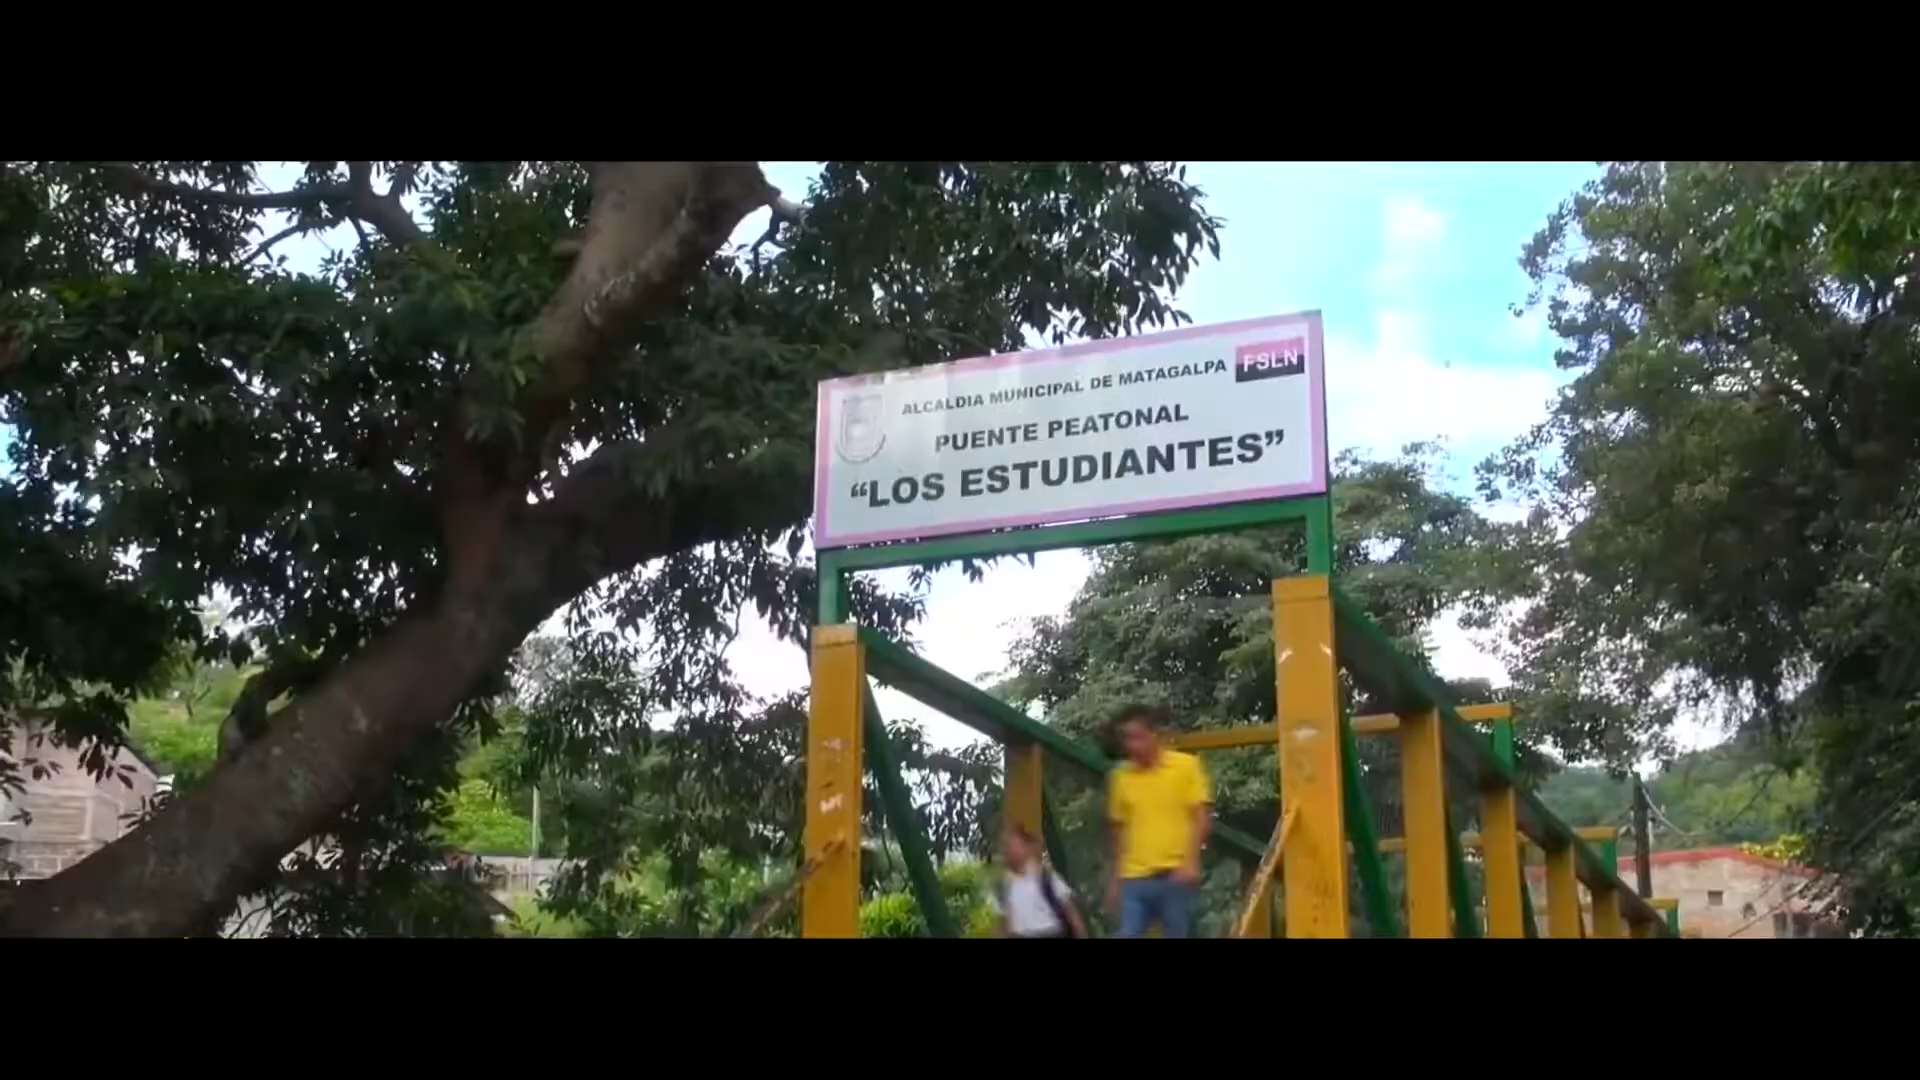 ALCALDIA MUNICIPAL DE MATAGALPA
FSLN
PUENTE PEATONAL
“LOS ESTUDIANTES”